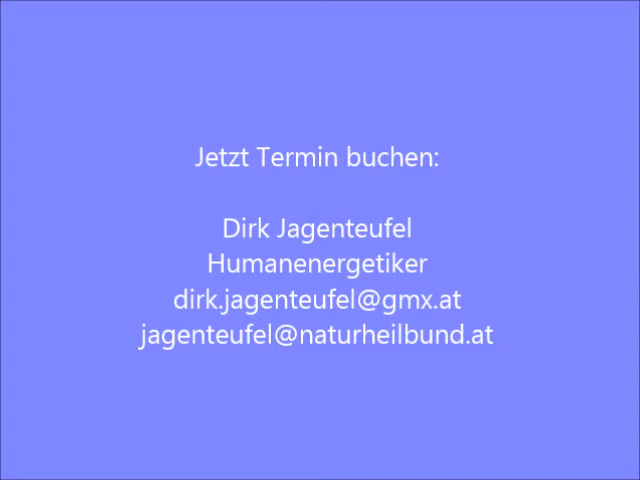 Jetzt Termin buchen:
Dirk Jagenteufel
Humanenergetiker
dirk.jagenteufel@gmx.at
jagenteufel@naturheilbund.at